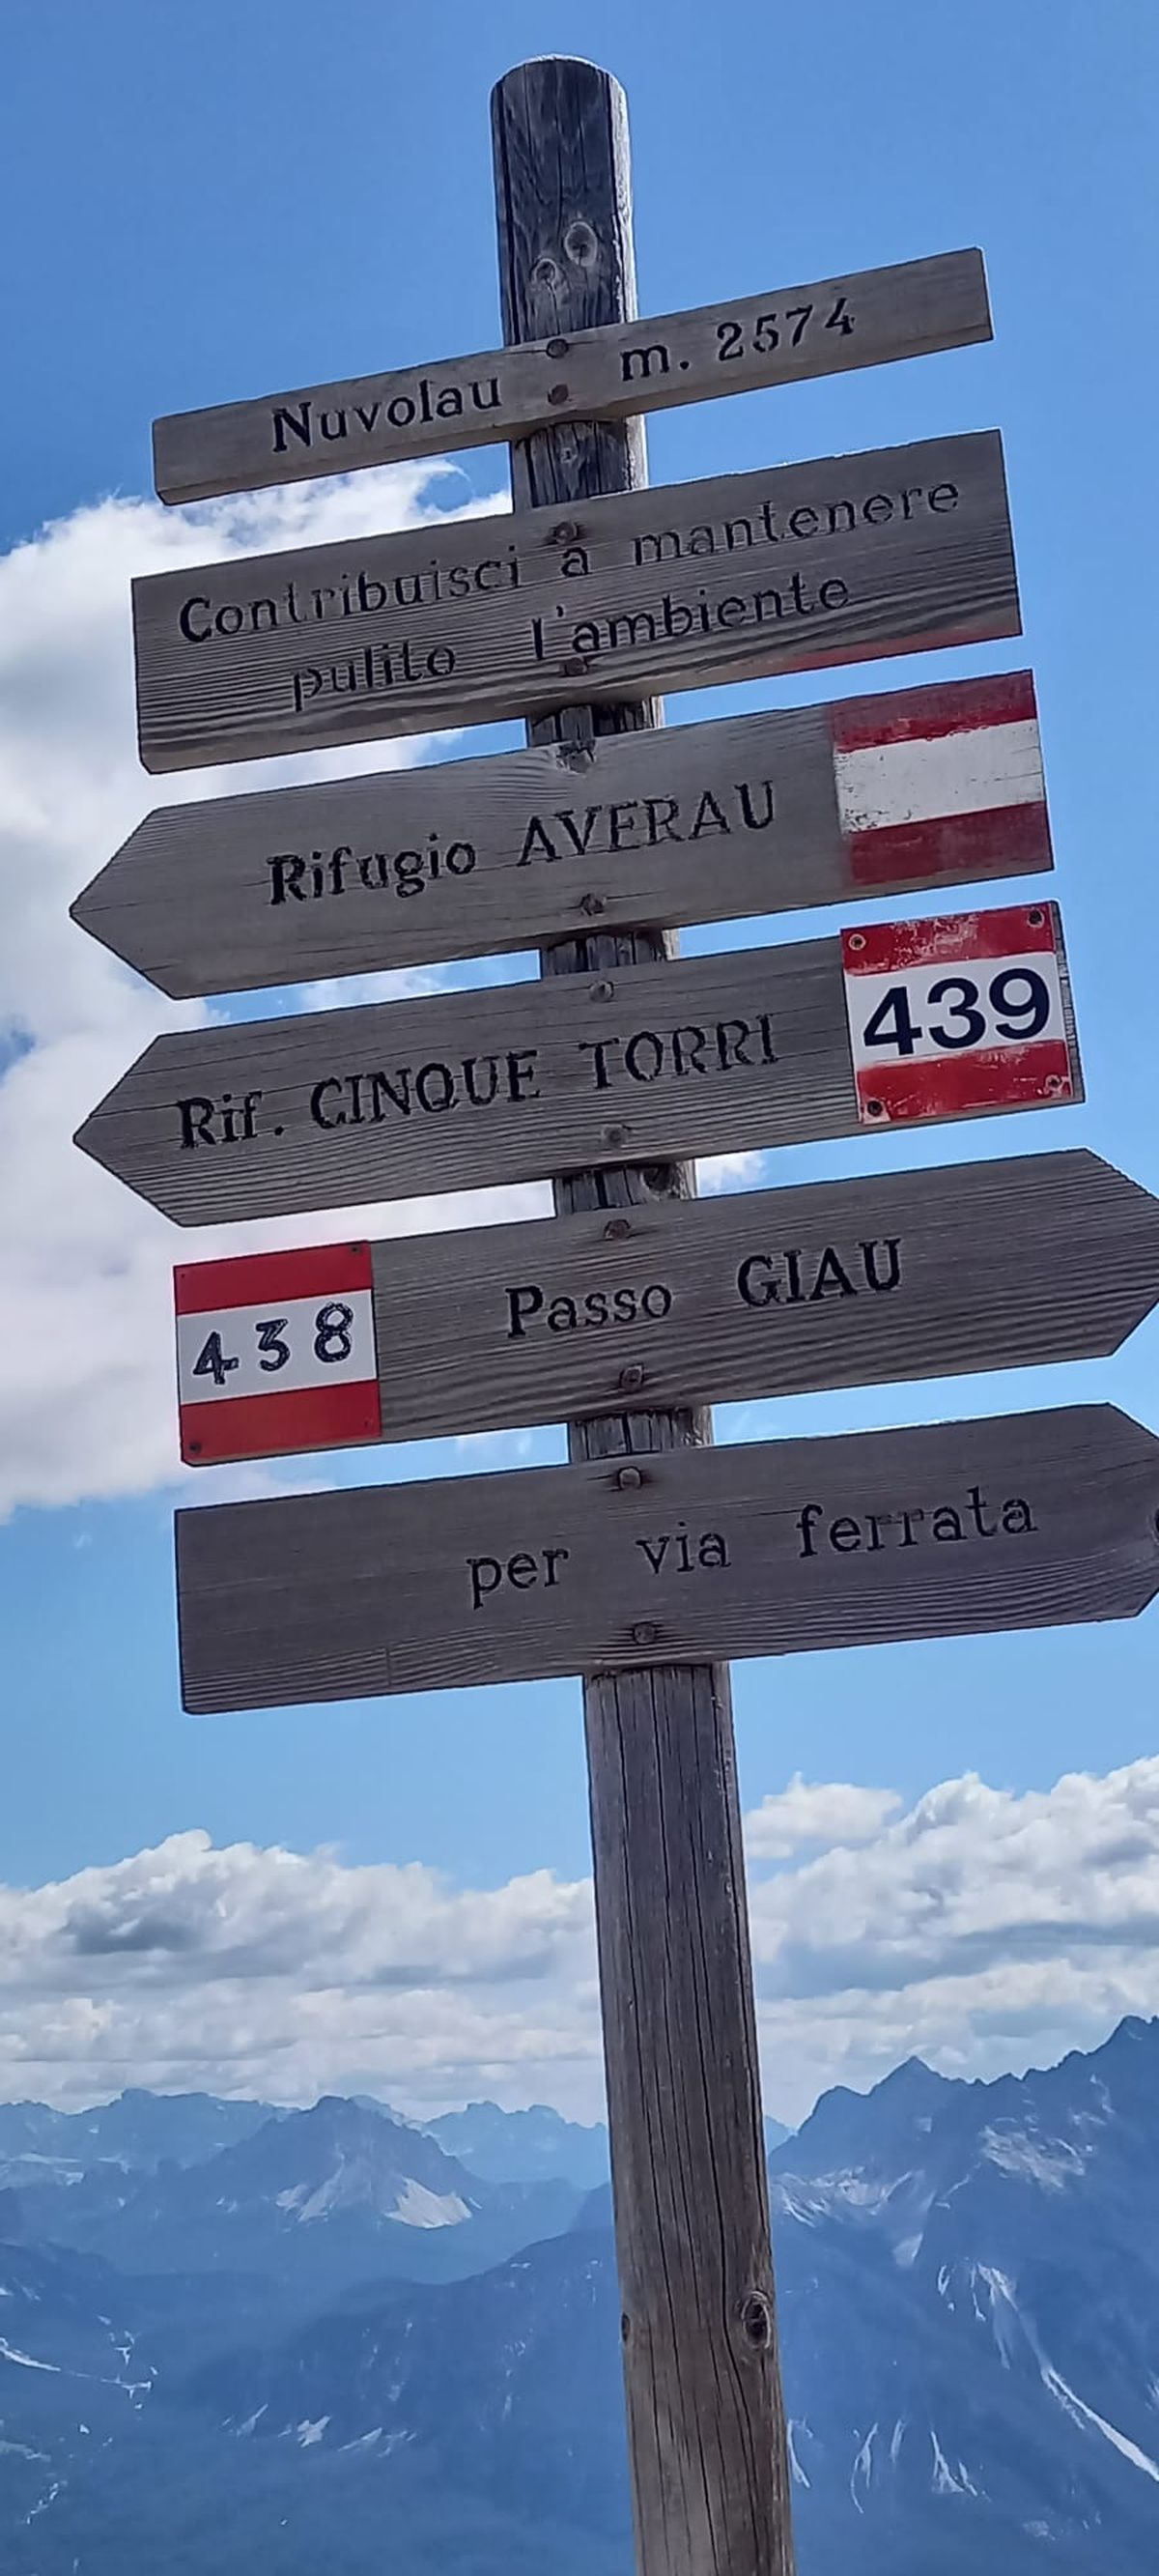 Nuvolau m. 2574
Contribuisci a mantenere
pulito l'ambiente
Rifugio AVERAU
Rif. CINQUE TORRI 439
438 Passo GIAU
per via ferrata